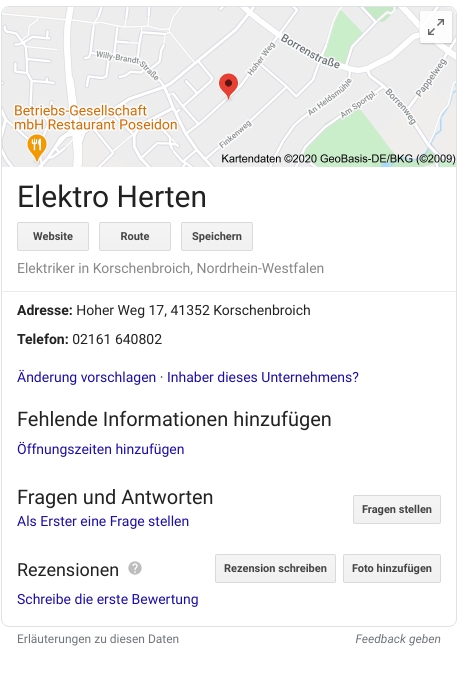 Willy-Brandt-Straße
Hoher Weg
Borrenstraße
Pappelweg
An Heldsmühle
Am Sportpl.
Borrenweg
Finkenweg
Betriebs-Gesellschaft
mbH Restaurant Poseidon
Kartendaten ©2020 GeoBasis-DE/BKG (©2009)
Elektro Herten
Website Route Speichern
Elektriker in Korschenbroich, Nordrhein-Westfalen
Adresse: Hoher Weg 17, 41352 Korschenbroich
Telefon: 02161 640802
Änderung vorschlagen · Inhaber dieses Unternehmens?
Fehlende Informationen hinzufügen
Öffnungszeiten hinzufügen
Fragen und Antworten
Fragen stellen
Als Erster eine Frage stellen
Rezensionen ? Rezension schreiben Foto hinzufügen
Schreibe die erste Bewertung
Erläuterungen zu diesen Daten Feedback geben